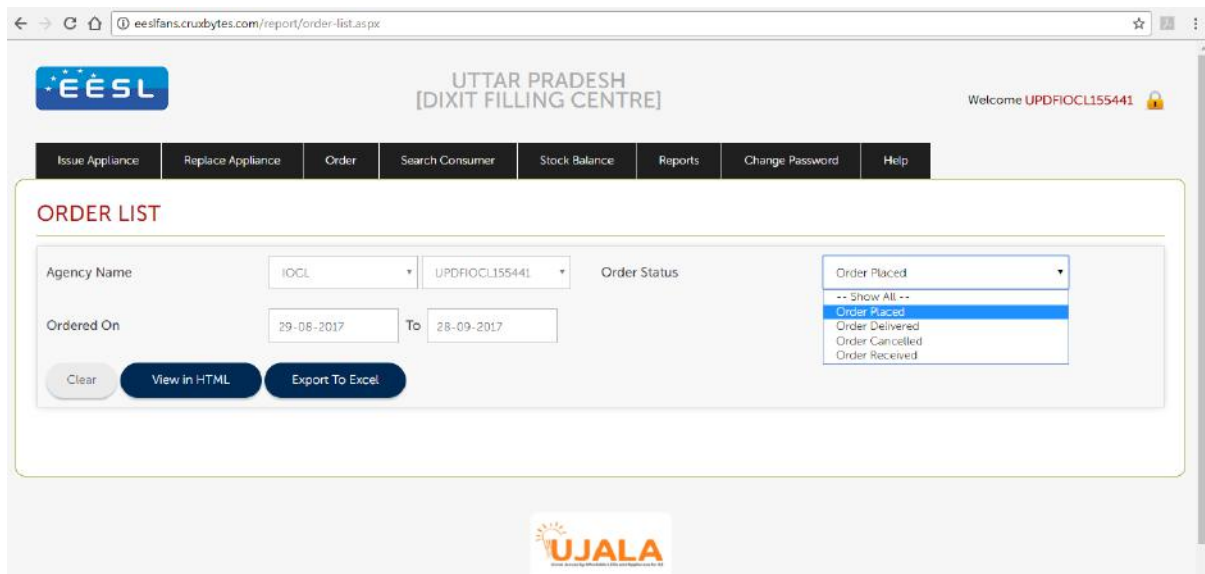 eeslfans.cruxbytes.com/report/order-list.aspx
EESL
UTTAR PRADESH
[DIXIT FILLING CENTRE]
Welcome UPDFIOCL155441
Issue Appliance Replace Appliance Order Search Consumer Stock Balance Reports Change Password Help
ORDER LIST
Agency Name IOCL UPDFIOCL155441 Order Status Order Placed
-- Show All --
Order Placed
Order Delivered
Order Cancelled
Order Received
Ordered On 29-08-2017 To 28-09-2017
Clear View in HTML Export To Excel
UJALA